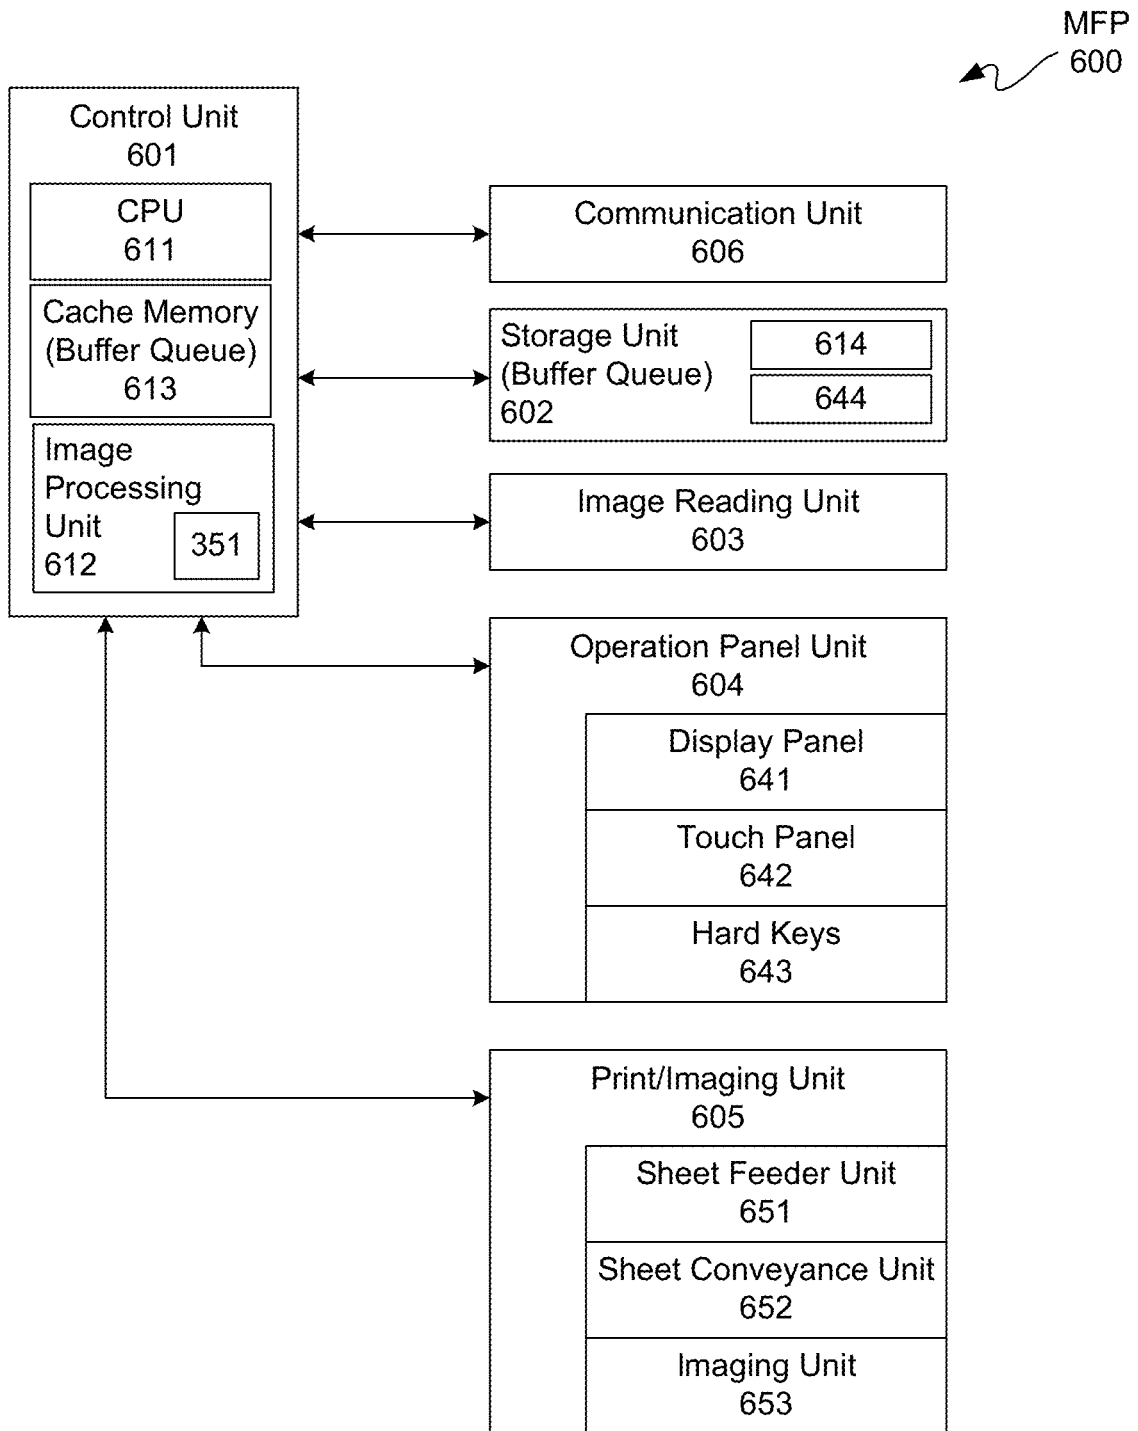 MFP
600
Control Unit
601
CPU
611
Cache Memory
(Buffer Queue)
613
Image
Processing
Unit
612
351
Communication Unit
606
Storage Unit
(Buffer Queue)
602
614
644
Image Reading Unit
603
Operation Panel Unit
604
Display Panel
641
Touch Panel
642
Hard Keys
643
Print/Imaging Unit
605
Sheet Feeder Unit
651
Sheet Conveyance Unit
652
Imaging Unit
653